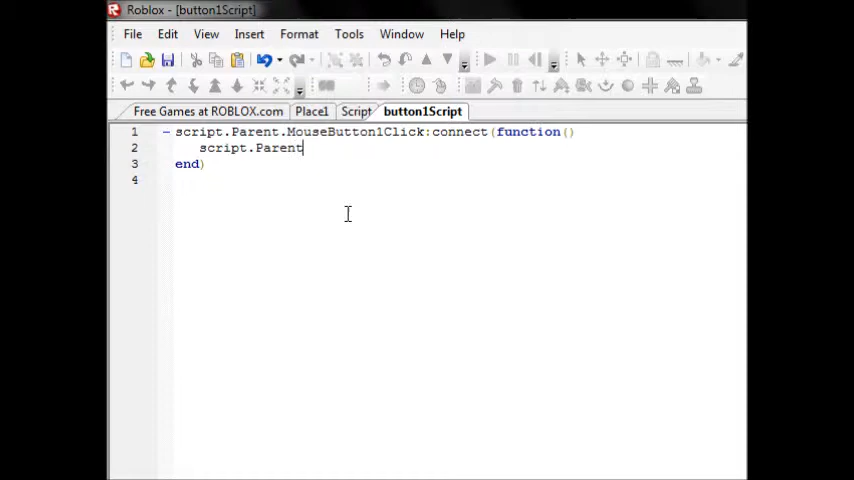 Roblox - [button1Script]
File Edit View Insert Format Tools Window Help
Free Games at ROBLOX.com Place1 Script button1Script
1 script.Parent.MouseButton1Click:connect(function()
2 script.Parent
3 end)
4